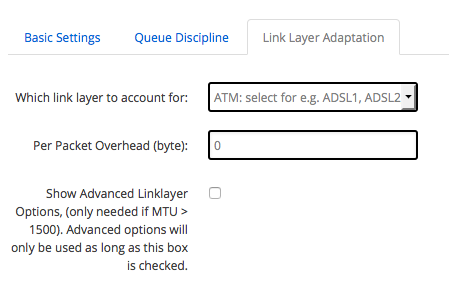 Basic Settings Queue Discipline Link Layer Adaptation
Which link layer to account for: ATM: select for e.g. ADSL1, ADSL2
Per Packet Overhead (byte): 0
Show Advanced Linklayer
Options, (only needed if MTU >
1500). Advanced options will
only be used as long as this box
is checked.